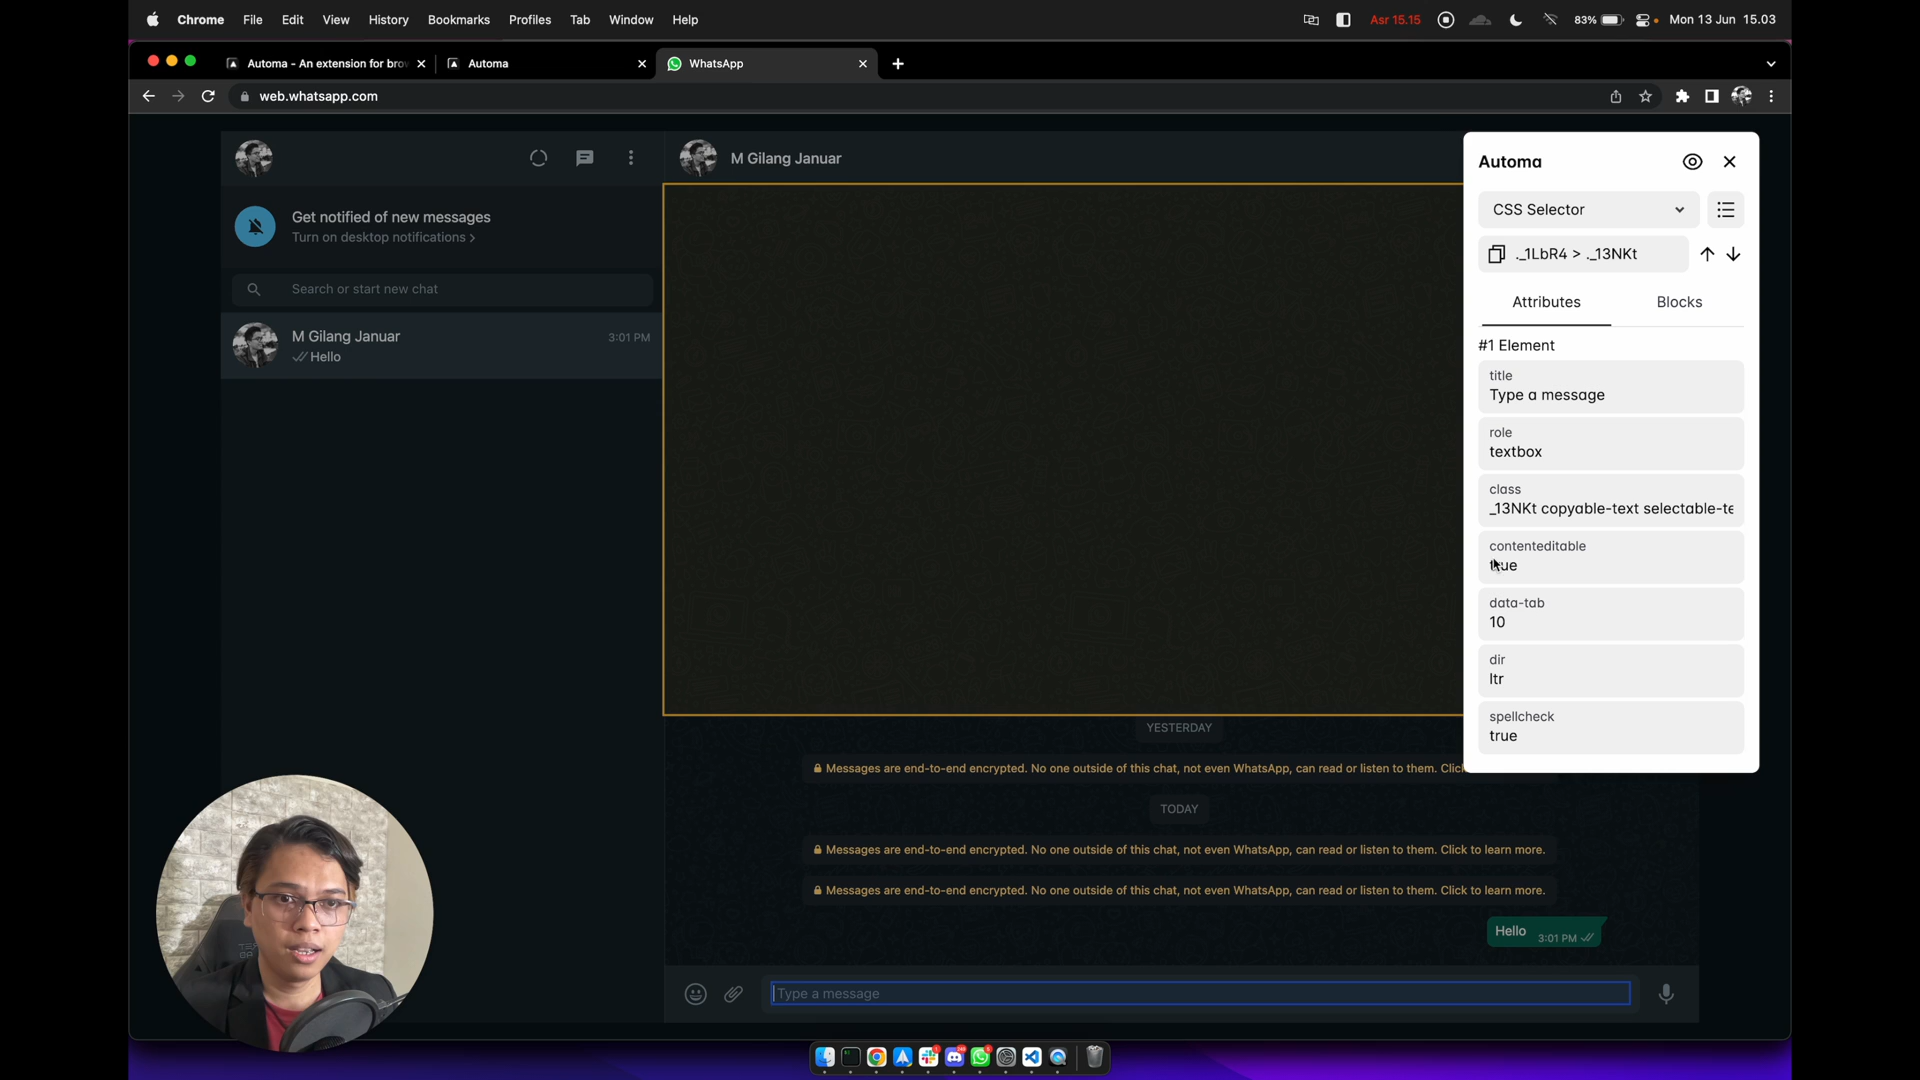 Chrome File Edit View History Bookmarks Profiles Tab Window Help Asr 15.15 83% Mon 13 Jun 15.03
Automa - An extension for brow Automa WhatsApp
web.whatsapp.com
M Gilang Januar
Get notified of new messages
Turn on desktop notifications >
Search or start new chat
M Gilang Januar 3:01 PM
Hello
YESTERDAY
Messages are end-to-end encrypted. No one outside of this chat, not even WhatsApp, can read or listen to them. Clic
TODAY
Messages are end-to-end encrypted. No one outside of this chat, not even WhatsApp, can read or listen to them. Click to learn more.
Messages are end-to-end encrypted. No one outside of this chat, not even WhatsApp, can read or listen to them. Click to learn more.
Hello 3:01 PM
Type a message
Automa
CSS Selector
._1LbR4 > ._13NKt
Attributes Blocks
#1 Element
title
Type a message
role
textbox
class
_13NKt copyable-text selectable-te
contenteditable
true
data-tab
10
dir
ltr
spellcheck
true